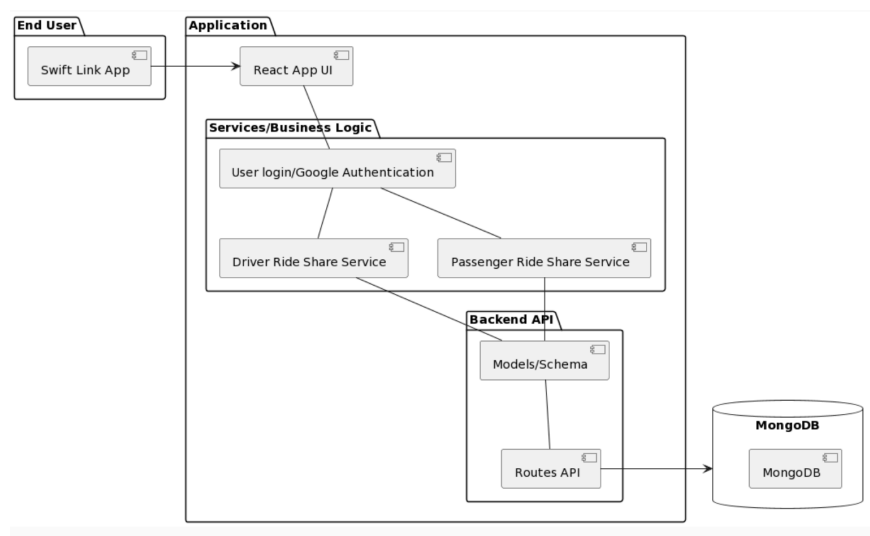 End User
Application
Swift Link App
React App UI
Services/Business Logic
User login/Google Authentication
Driver Ride Share Service
Passenger Ride Share Service
Backend API
Models/Schema
Routes API
MongoDB
MongoDB